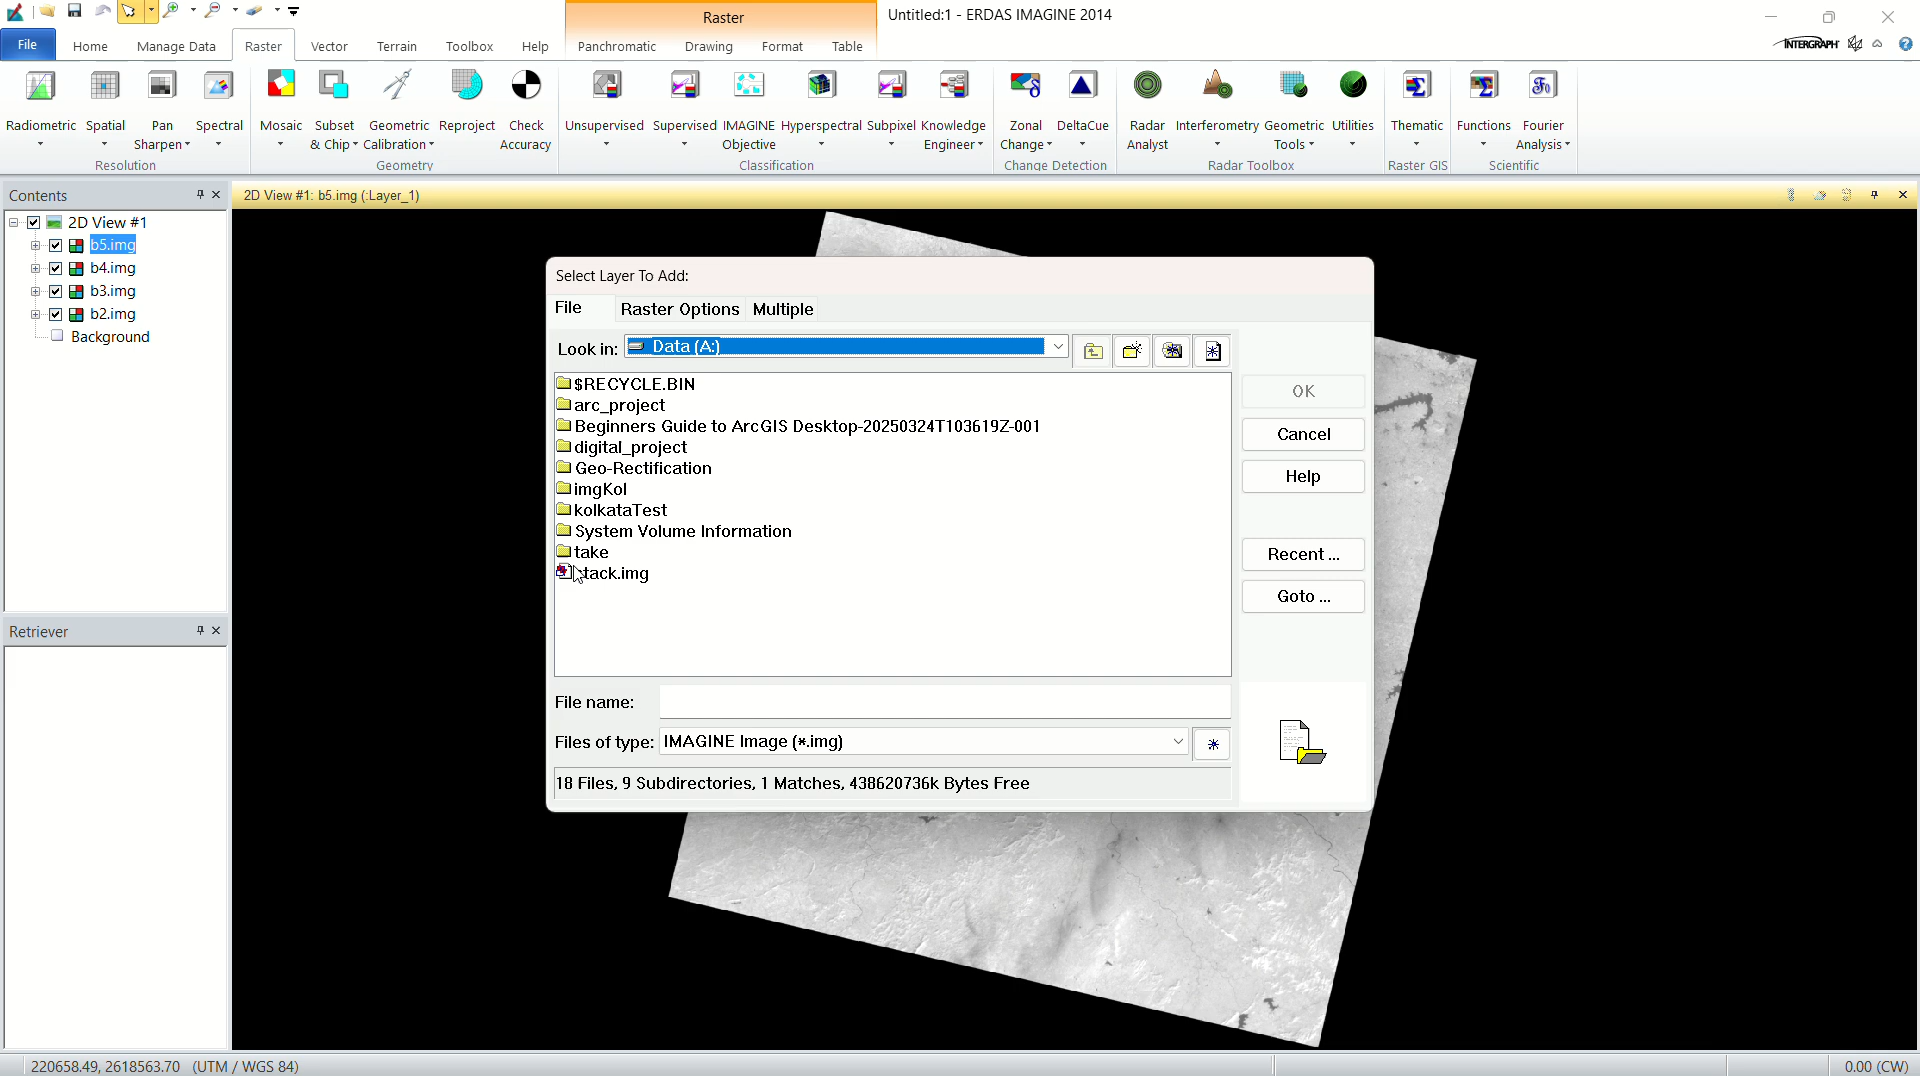 Raster
Untitled:1 - ERDAS IMAGINE 2014
File
Home
Manage Data
Raster
Vector
Terrain
Toolbox
Help
Panchromatic
Drawing
Format
Table
INTERGRAPH
Radiometric
Spatial
Pan
Sharpen
Spectral
Mosaic
Subset
& Chip
Geometric
Calibration
Reproject
Check
Accuracy
Unsupervised
Supervised
IMAGINE
Objective
Hyperspectral
Subpixel
Knowledge
Engineer
Zonal
Change
DeltaCue
Radar
Analyst
Interferometry
Geometric
Tools
Utilities
Thematic
Functions
Fourier
Analysis
Resolution
Geometry
Classification
Change Detection
Radar Toolbox
Raster GIS
Scientific
Contents
2D View #1
b5.img
b4.img
b3.img
b2.img
Background
Retriever
2D View #1: b5.img (:Layer_1)
Select Layer To Add:
File
Raster Options
Multiple
Look in:
Data (A:)
$RECYCLE.BIN
arc_project
Beginners Guide to ArcGIS Desktop-20250324T103619Z-001
digital_project
Geo-Rectification
imgKol
kolkataTest
System Volume Information
take
tack.img
OK
Cancel
Help
Recent ...
Goto ...
File name:
Files of type:
IMAGINE Image (*.img)
18 Files, 9 Subdirectories, 1 Matches, 438620736k Bytes Free
220658.49, 2618563.70 (UTM / WGS 84)
0.00 (CW)